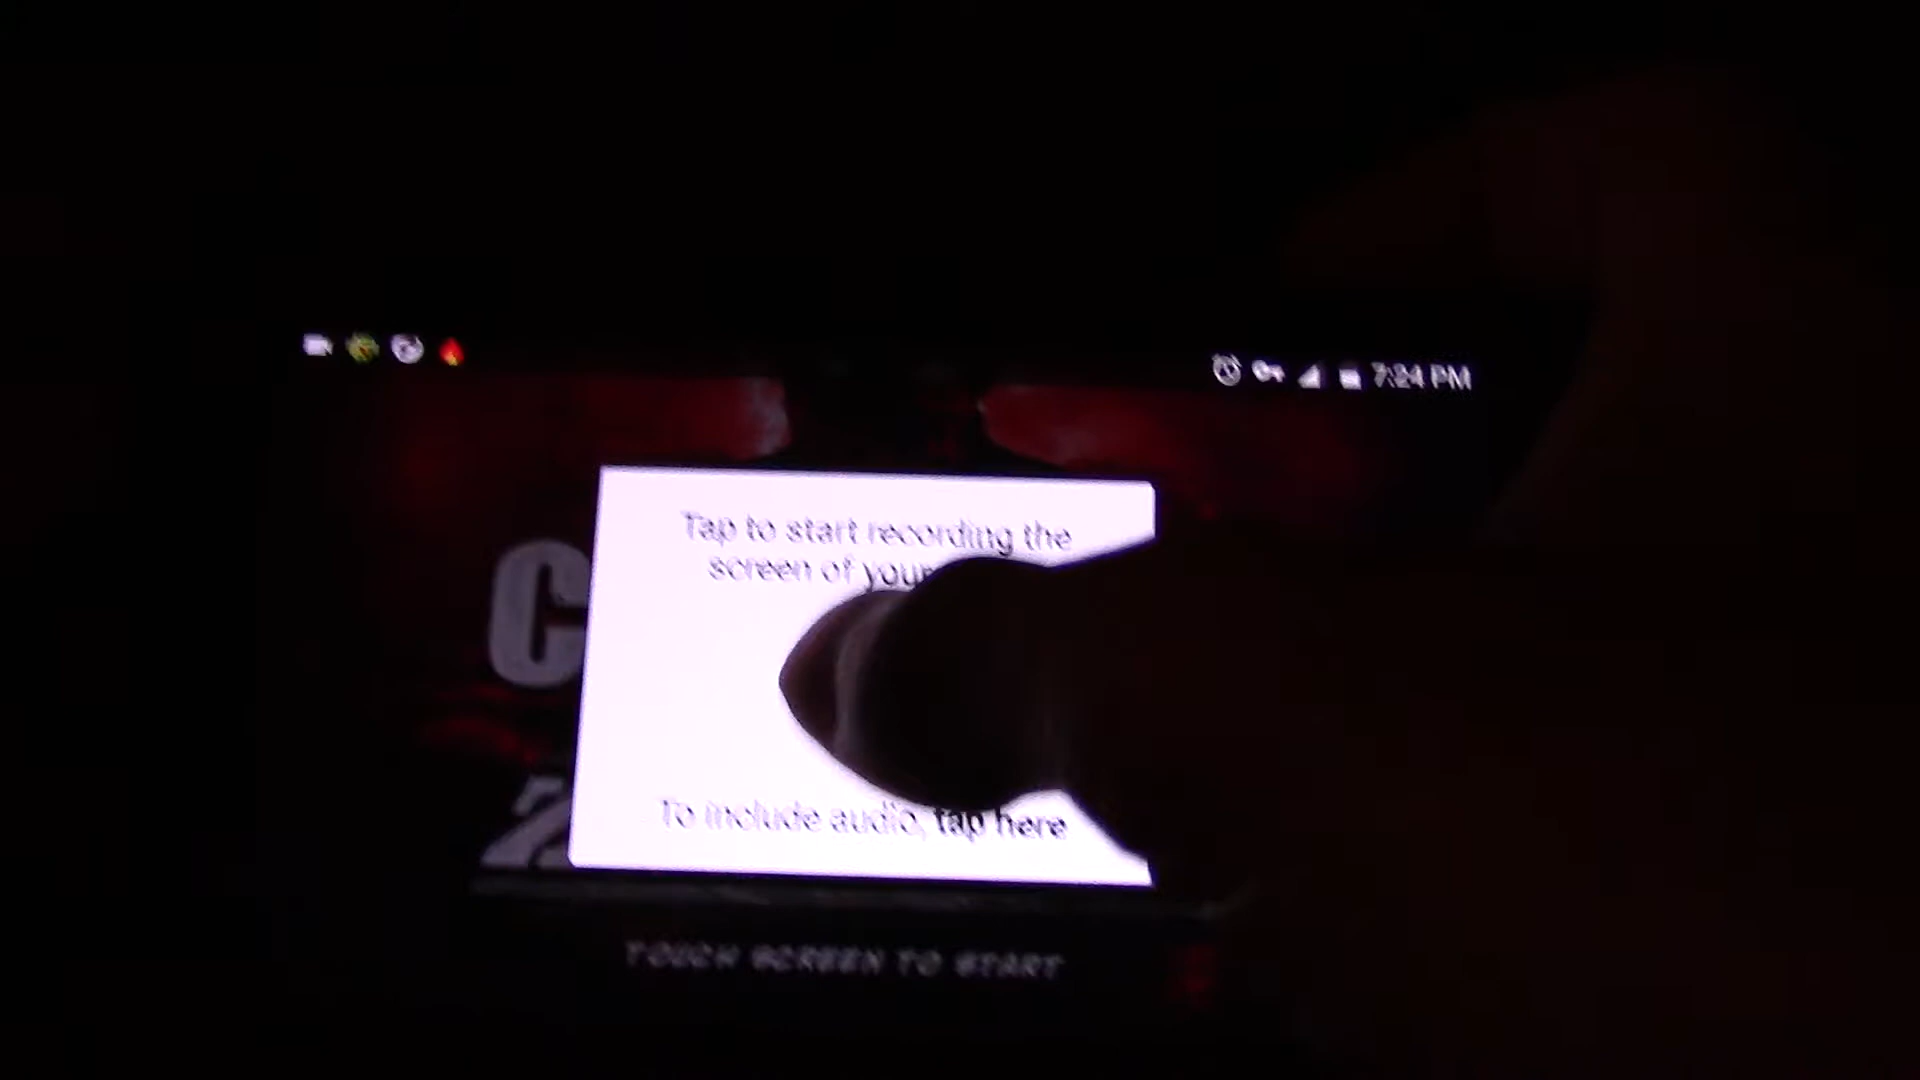 7:24 PM
Tap to start recording the
screen of your
C
2
To include audio, tap here
TOUCH SCREEN TO START